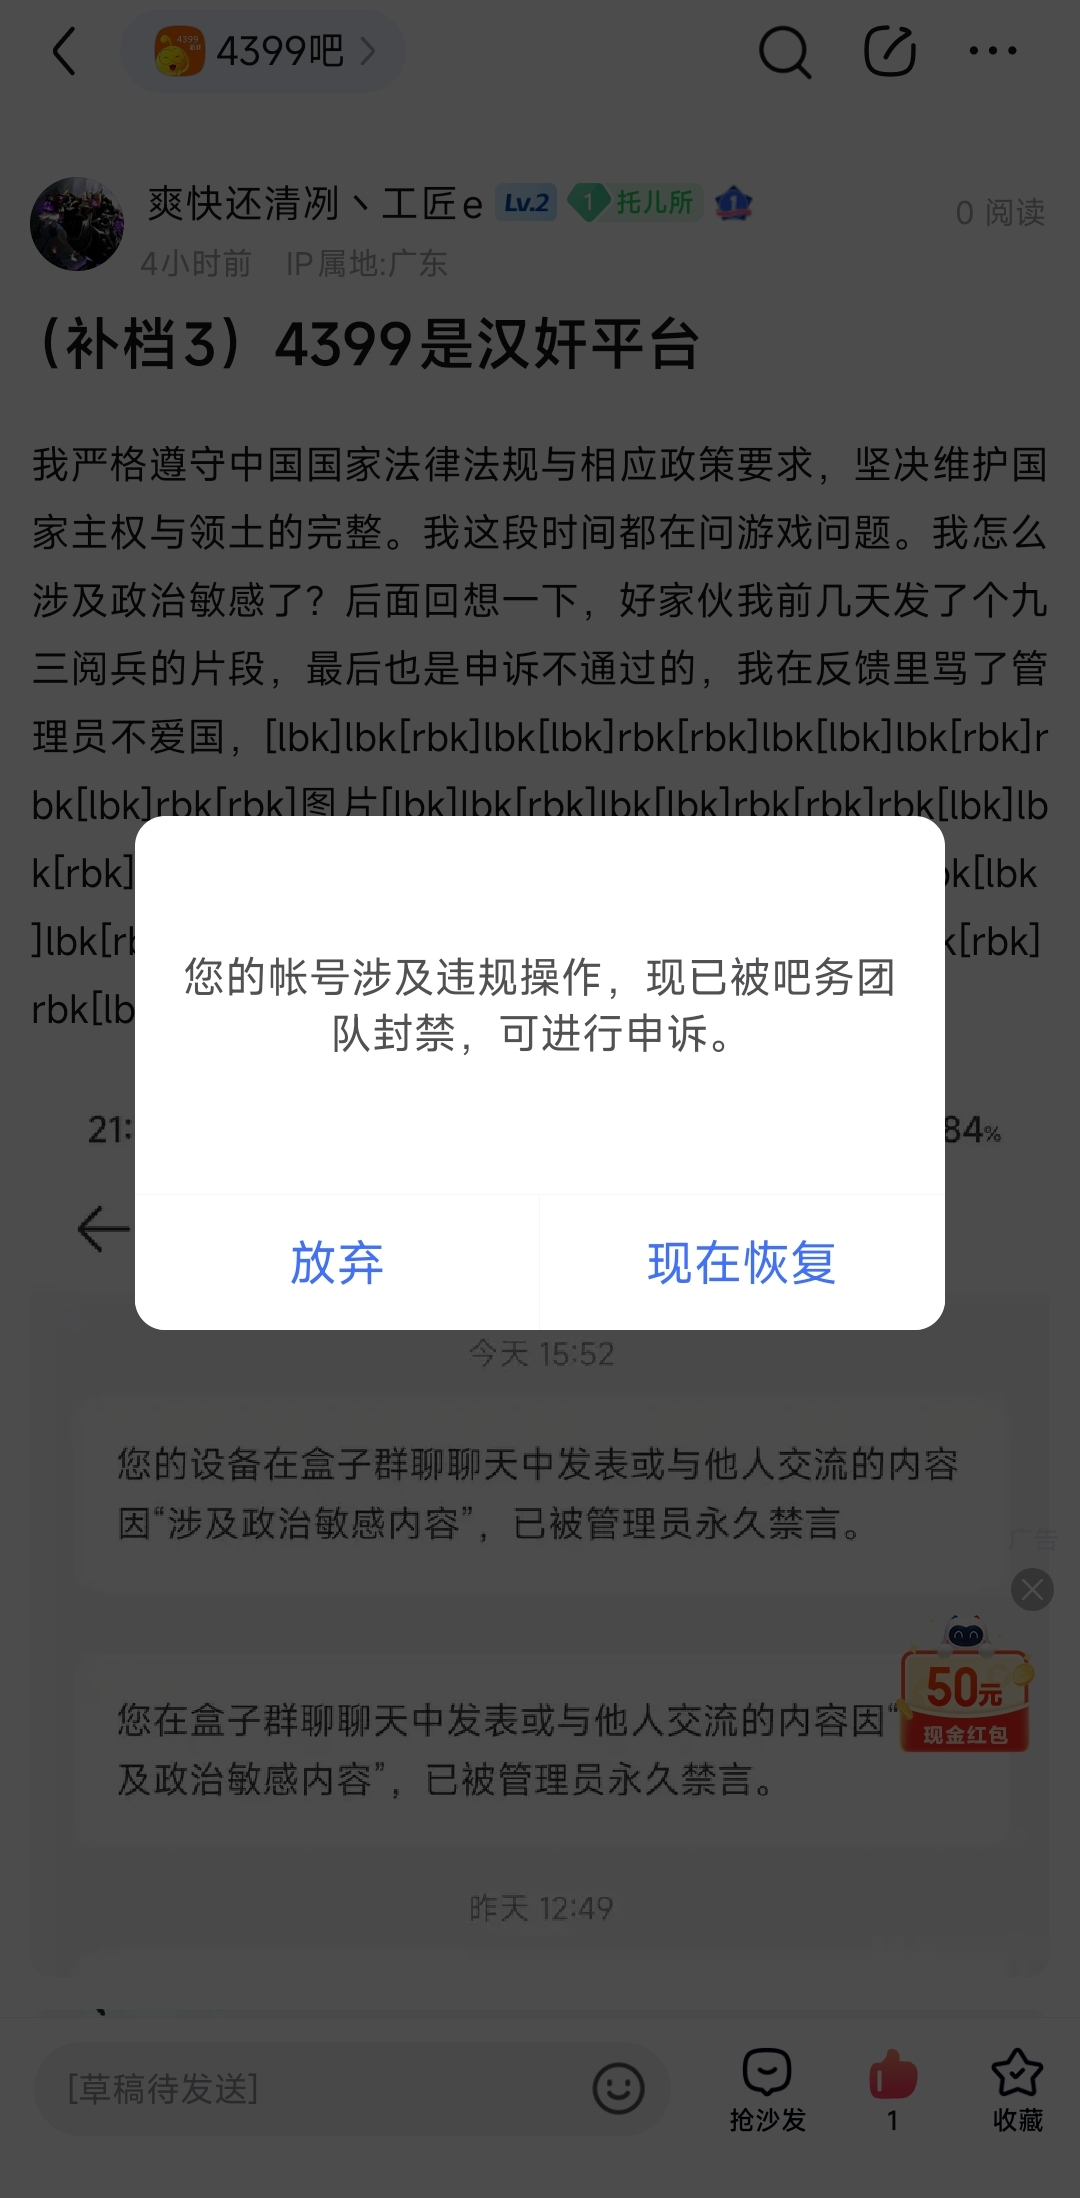 4399吧
爽快还清冽丶工匠e Lv.2 1 托儿所 1
0 阅读
4小时前 IP属地:广东
（补档3）4399是汉奸平台
我严格遵守中国国家法律法规与相应政策要求，坚决维护国
家主权与领土的完整。我这段时间都在问游戏问题。我怎么
涉及政治敏感了？后面回想一下，好家伙我前几天发了个九
三阅兵的片段，最后也是申诉不通过的，我在反馈里骂了管
理员不爱国，[lbk]lbk[rbk]lbk[lbk]rbk[rbk]lbk[lbk]lbk[rbk]r
bk[lbk]rbk[rbk]图片[lbk]lbk[rbk]lbk[lbk]rbk[rbk]rbk[lbk]lb
k[rbk] k[lbk
]lbk[r [rbk]
rbk[lb
您的帐号涉及违规操作，现已被吧务团
队封禁，可进行申诉。
21: 84%
放弃 现在恢复
今天 15:52
您的设备在盒子群聊聊天中发表或与他人交流的内容
因“涉及政治敏感内容”，已被管理员永久禁言。
广告
您在盒子群聊聊天中发表或与他人交流的内容因“
及政治敏感内容”，已被管理员永久禁言。
50元
现金红包
昨天 12:49
[草稿待发送]
抢沙发 1 收藏